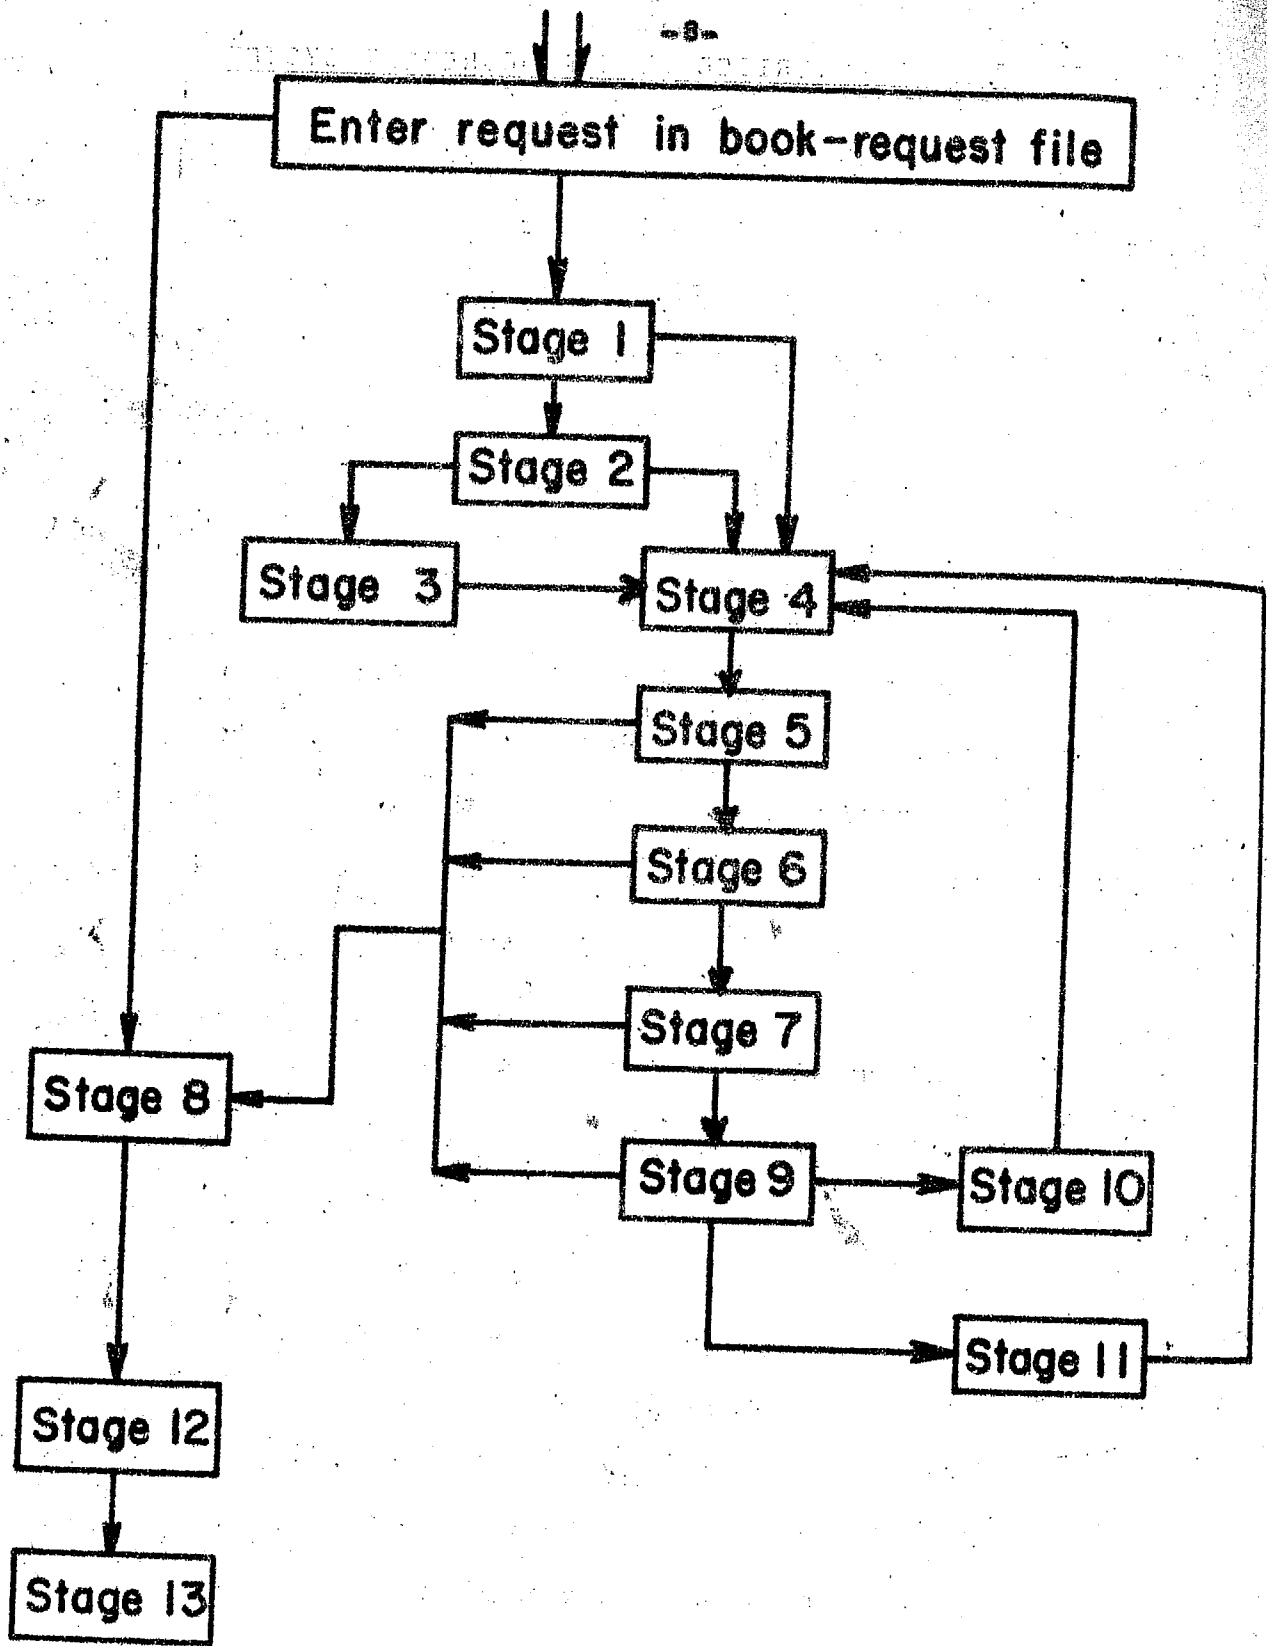 -8-
Enter request in book-request file
Stage 1
Stage 2
Stage 3
Stage 4
Stage 5
Stage 6
Stage 7
Stage 8
Stage 9
Stage 10
Stage 11
Stage 12
Stage 13